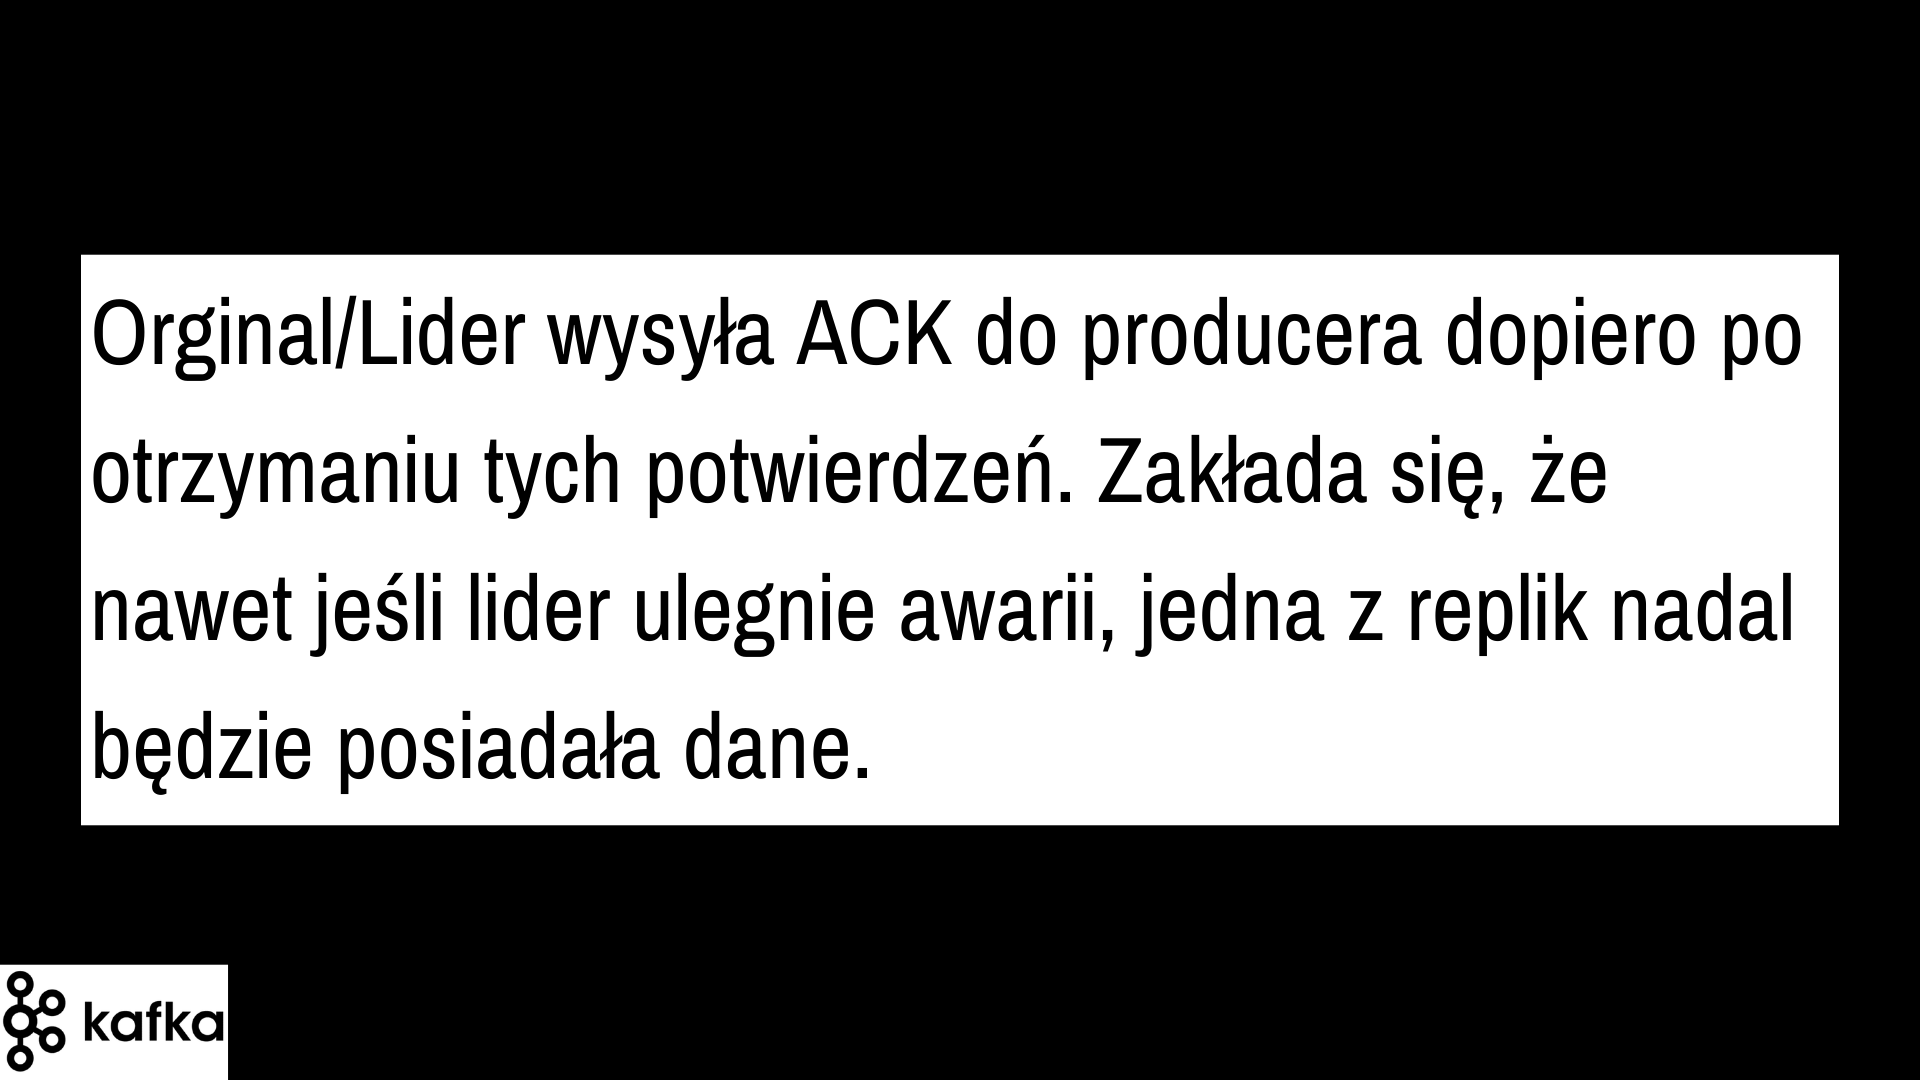 Orginal/Lider wysyła ACK do producera dopiero po
otrzymaniu tych potwierdzeń. Zakłada się, że
nawet jeśli lider ulegnie awarii, jedna z replik nadal
będzie posiadała dane.
kafka